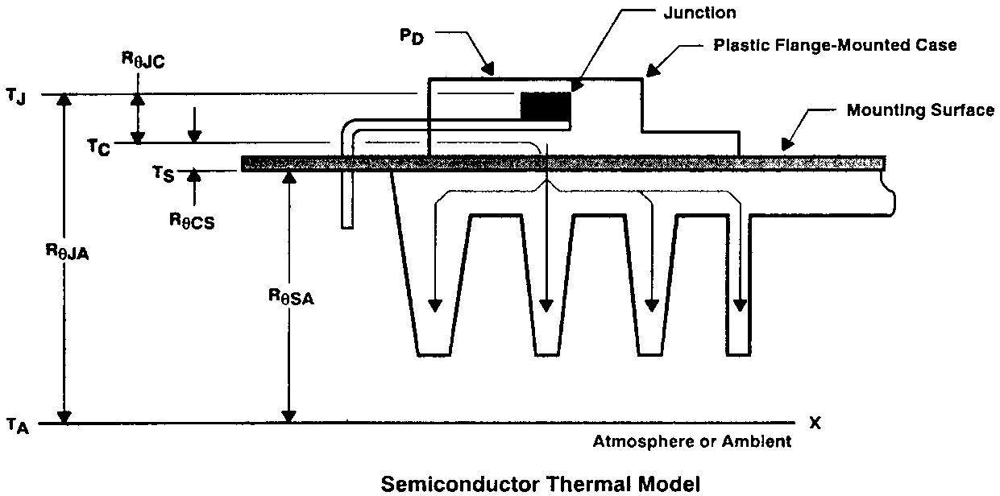 Junction
PD
Plastic Flange-Mounted Case
RθJC
TJ
Mounting Surface
TC
TS
RθCS
RθJA
RθSA
TA
X
Atmosphere or Ambient
Semiconductor Thermal Model